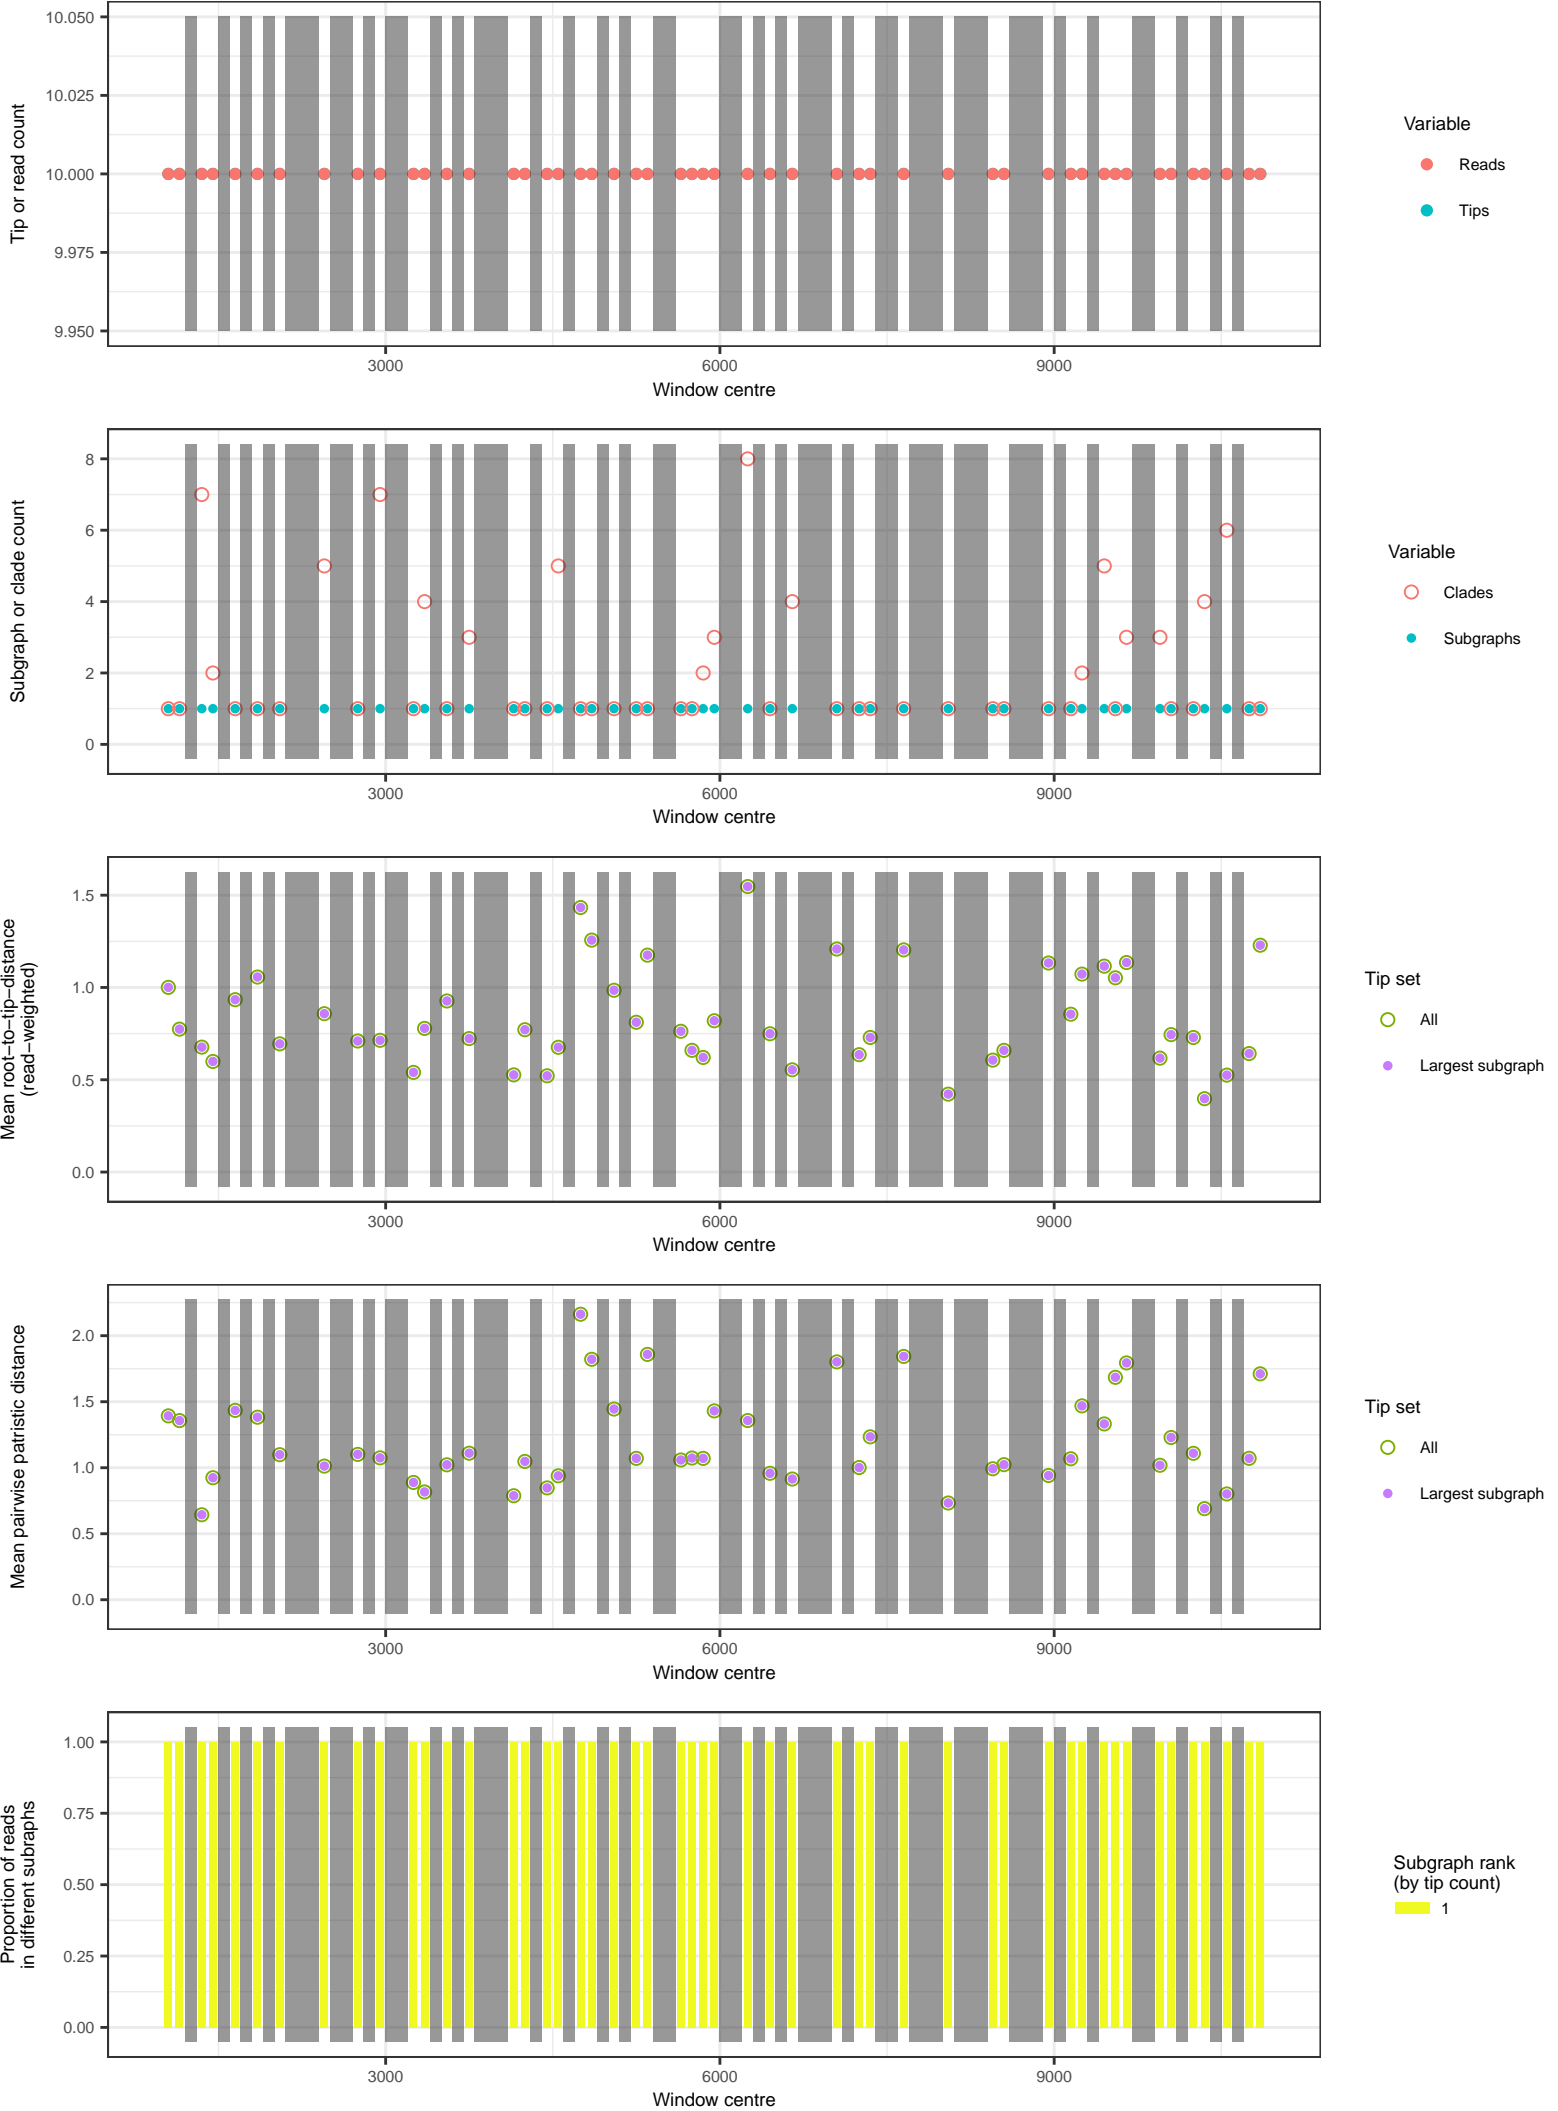 10.050
10.025
10.000
9.975
9.950
Tip or read count
3000
6000
9000
Window centre
Variable
Reads
Tips
8
6
4
2
0
Subgraph or clade count
3000
6000
9000
Window centre
Variable
Clades
Subgraphs
1.5
1.0
0.5
0.0
Mean root−to−tip−distance
(read−weighted)
3000
6000
9000
Window centre
Tip set
All
Largest subgraph
2.0
1.5
1.0
0.5
0.0
Mean pairwise patristic distance
3000
6000
9000
Window centre
Tip set
All
Largest subgraph
1.00
0.75
0.50
0.25
0.00
Proportion of reads
in different subraphs
3000
6000
9000
Window centre
Subgraph rank
(by tip count)
1